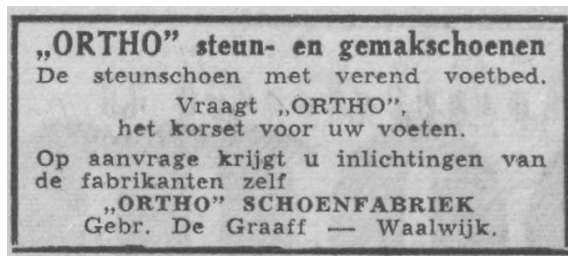 „ORTHO” steun- en gemakschoenen
De steunschoen met verend voetbed.
Vraagt „ORTHO”,
het korset voor uw voeten.
Op aanvrage krijgt u inlichtingen van
de fabrikanten zelf
„ORTHO” SCHOENFABRIEK
Gebr. De Graaff — Waalwijk.